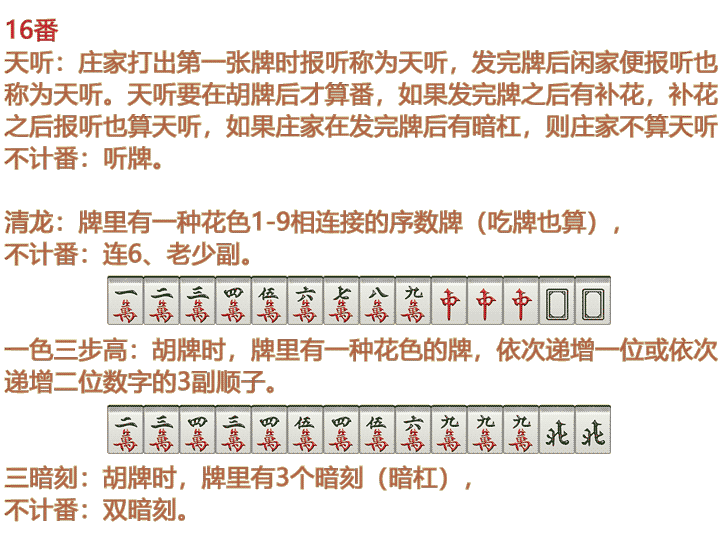 16番
天听：庄家打出第一张牌时报听称为天听，发完牌后闲家便报听也
称为天听。天听要在胡牌后才算番，如果发完牌之后有补花，补花
之后报听也算天听，如果庄家在发完牌后有暗杠，则庄家不算天听
不计番：听牌。
清龙：牌里有一种花色1-9相连接的序数牌（吃牌也算），
不计番：连6、老少副。
一萬 二萬 三萬 四萬 伍萬 六萬 七萬 八萬 九萬 中 中 中
一色三步高：胡牌时，牌里有一种花色的牌，依次递增一位或依次
递增二位数字的3副顺子。
二萬 三萬 四萬 三萬 四萬 伍萬 四萬 伍萬 六萬 九萬 九萬 九萬 北 北
三暗刻：胡牌时，牌里有3个暗刻（暗杠），
不计番：双暗刻。